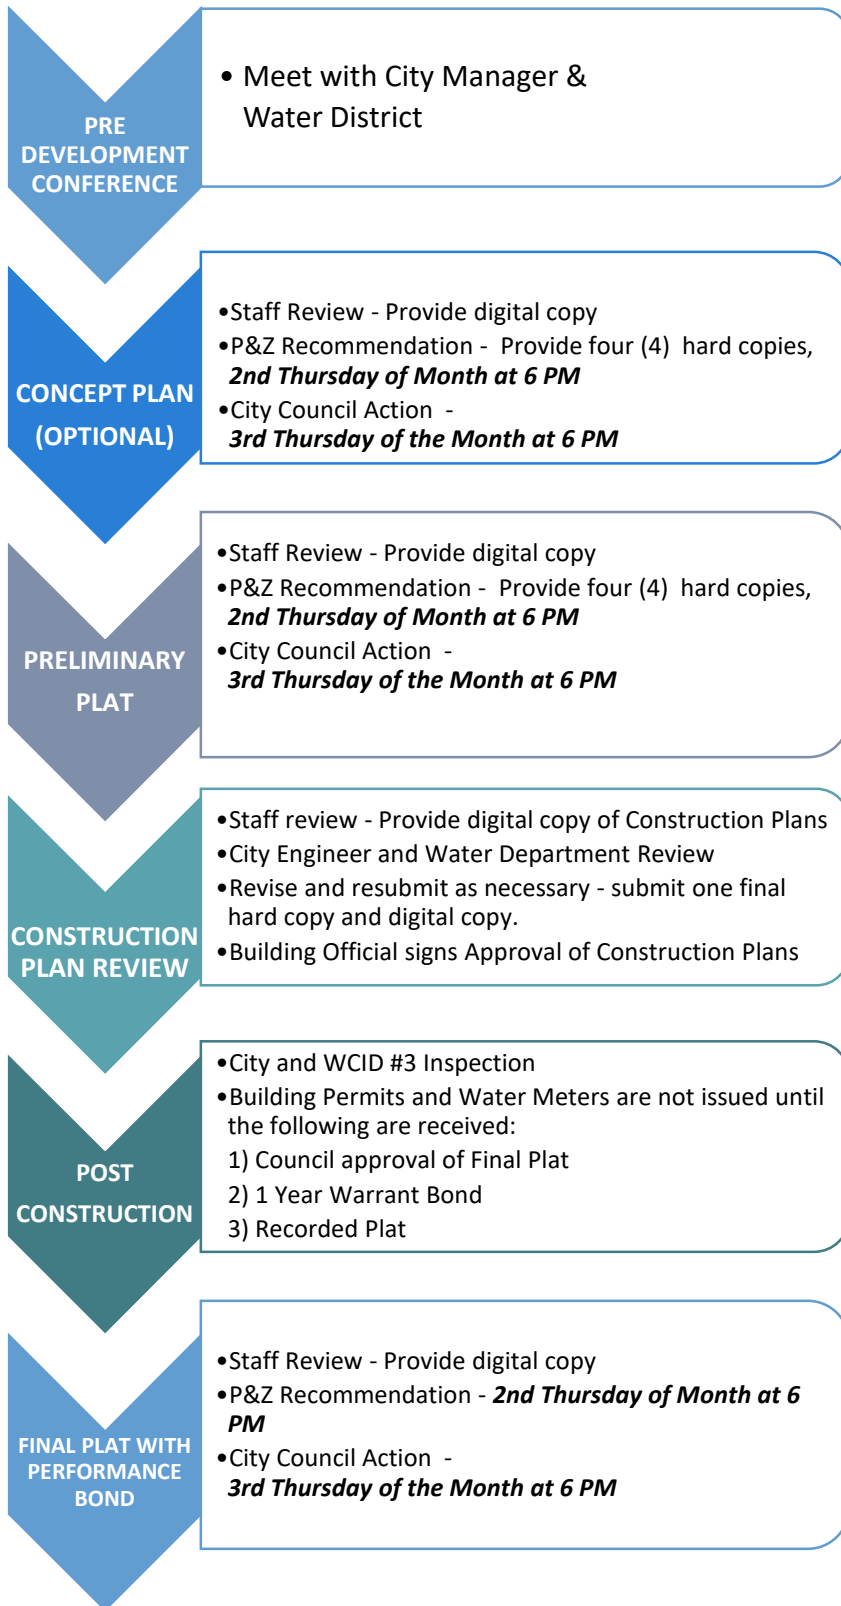 PRE
DEVELOPMENT
CONFERENCE
• Meet with City Manager &
Water District
CONCEPT PLAN
(OPTIONAL)
•Staff Review - Provide digital copy
•P&Z Recommendation - Provide four (4) hard copies,
2nd Thursday of Month at 6 PM
•City Council Action -
3rd Thursday of the Month at 6 PM
PRELIMINARY
PLAT
•Staff Review - Provide digital copy
•P&Z Recommendation - Provide four (4) hard copies,
2nd Thursday of Month at 6 PM
•City Council Action -
3rd Thursday of the Month at 6 PM
CONSTRUCTION
PLAN REVIEW
•Staff review - Provide digital copy of Construction Plans
•City Engineer and Water Department Review
•Revise and resubmit as necessary - submit one final
hard copy and digital copy.
•Building Official signs Approval of Construction Plans
POST
CONSTRUCTION
•City and WCID #3 Inspection
•Building Permits and Water Meters are not issued until
the following are received:
1) Council approval of Final Plat
2) 1 Year Warrant Bond
3) Recorded Plat
FINAL PLAT WITH
PERFORMANCE
BOND
•Staff Review - Provide digital copy
•P&Z Recommendation - 2nd Thursday of Month at 6
PM
•City Council Action -
3rd Thursday of the Month at 6 PM